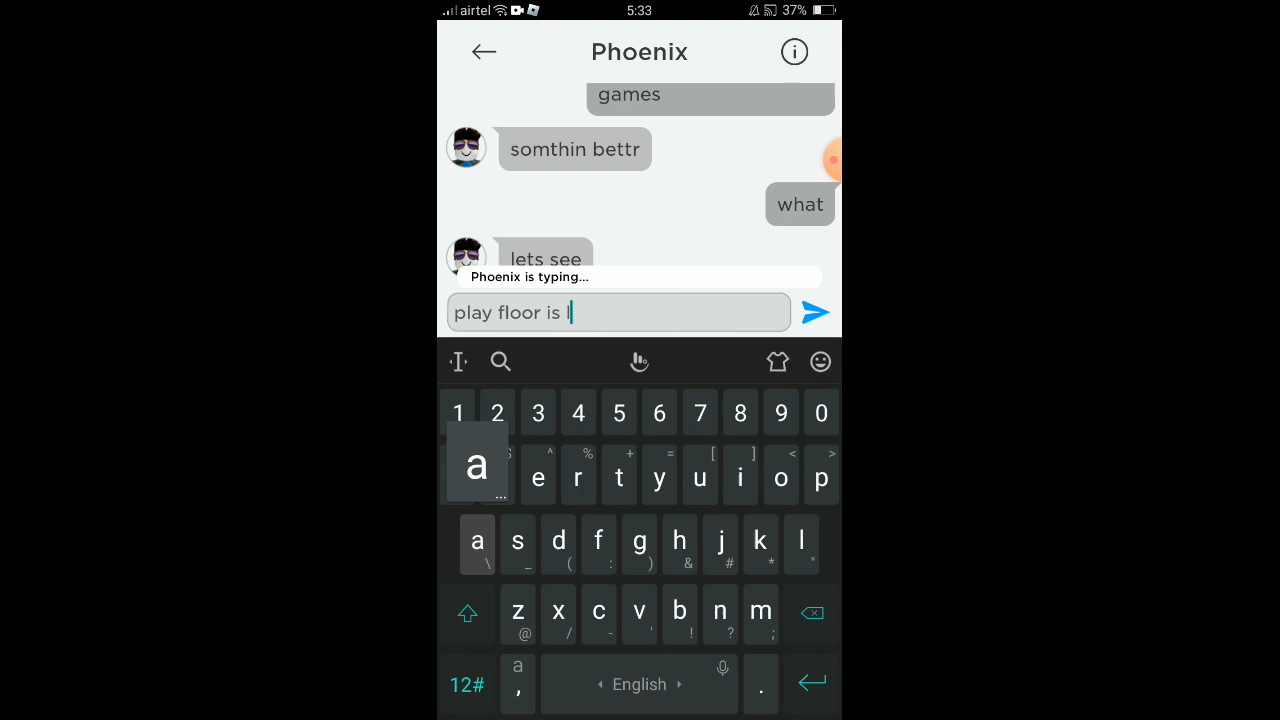 airtel 5:33 37%
Phoenix
games
somthin bettr
what
lets see
Phoenix is typing...
play floor is l
1 2 3 4 5 6 7 8 9 0
a ...
^ % + = [ ] < >
e r t y u i o p
a s d f g h j k l
\ _ ( : ) & # * "
z x c v b n m
@ / - ' ! ? ;
12# a , English .